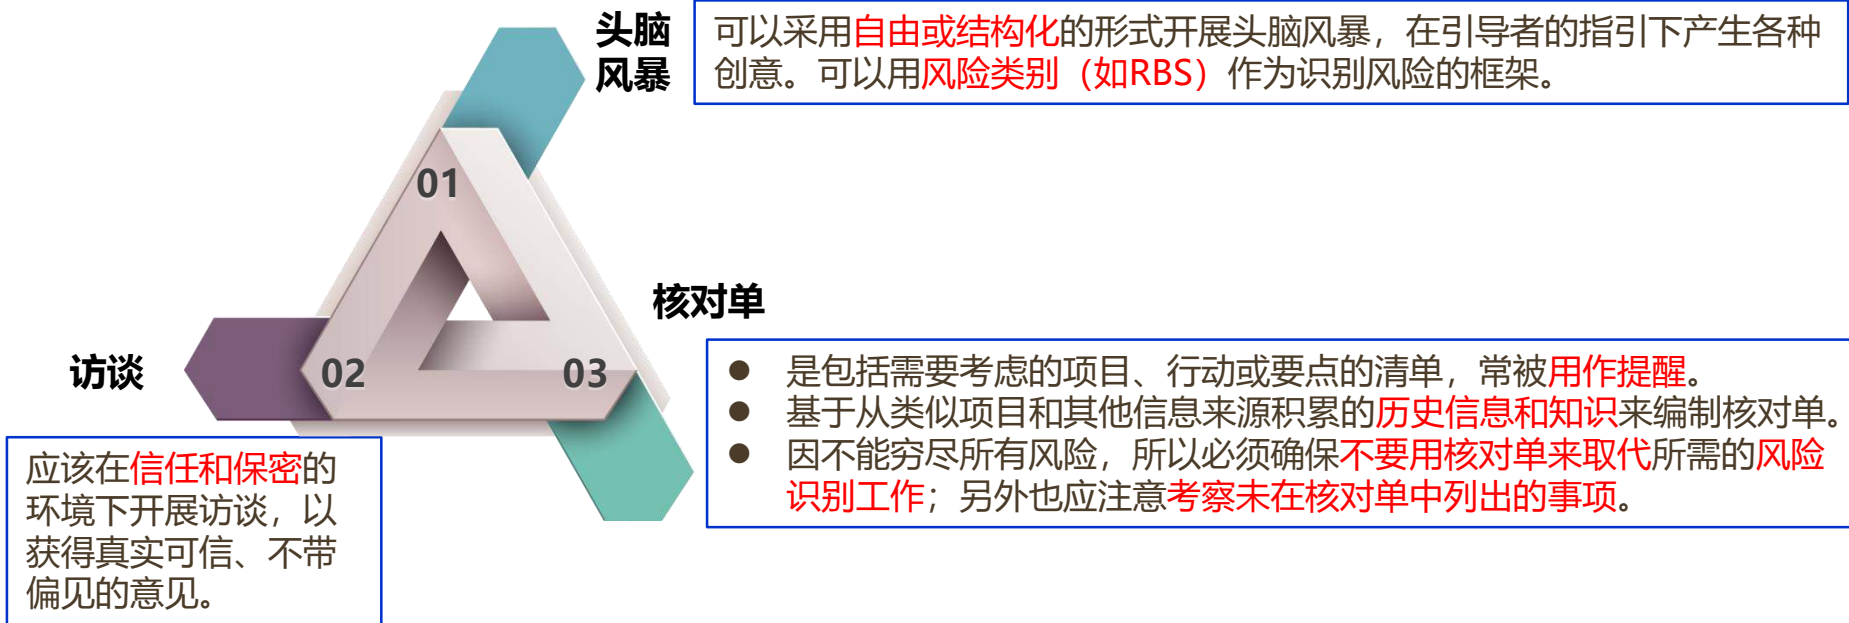 头脑
风暴
可以采用自由或结构化的形式开展头脑风暴，在引导者的指引下产生各种
创意。可以用风险类别（如RBS）作为识别风险的框架。
01
核对单
访谈
02
03
● 是包括需要考虑的项目、行动或要点的清单，常被用作提醒。
● 基于从类似项目和其他信息来源积累的历史信息和知识来编制核对单。
● 因不能穷尽所有风险，所以必须确保不要用核对单来取代所需的风险
识别工作；另外也应注意考察未在核对单中列出的事项。
应该在信任和保密的
环境下开展访谈，以
获得真实可信、不带
偏见的意见。